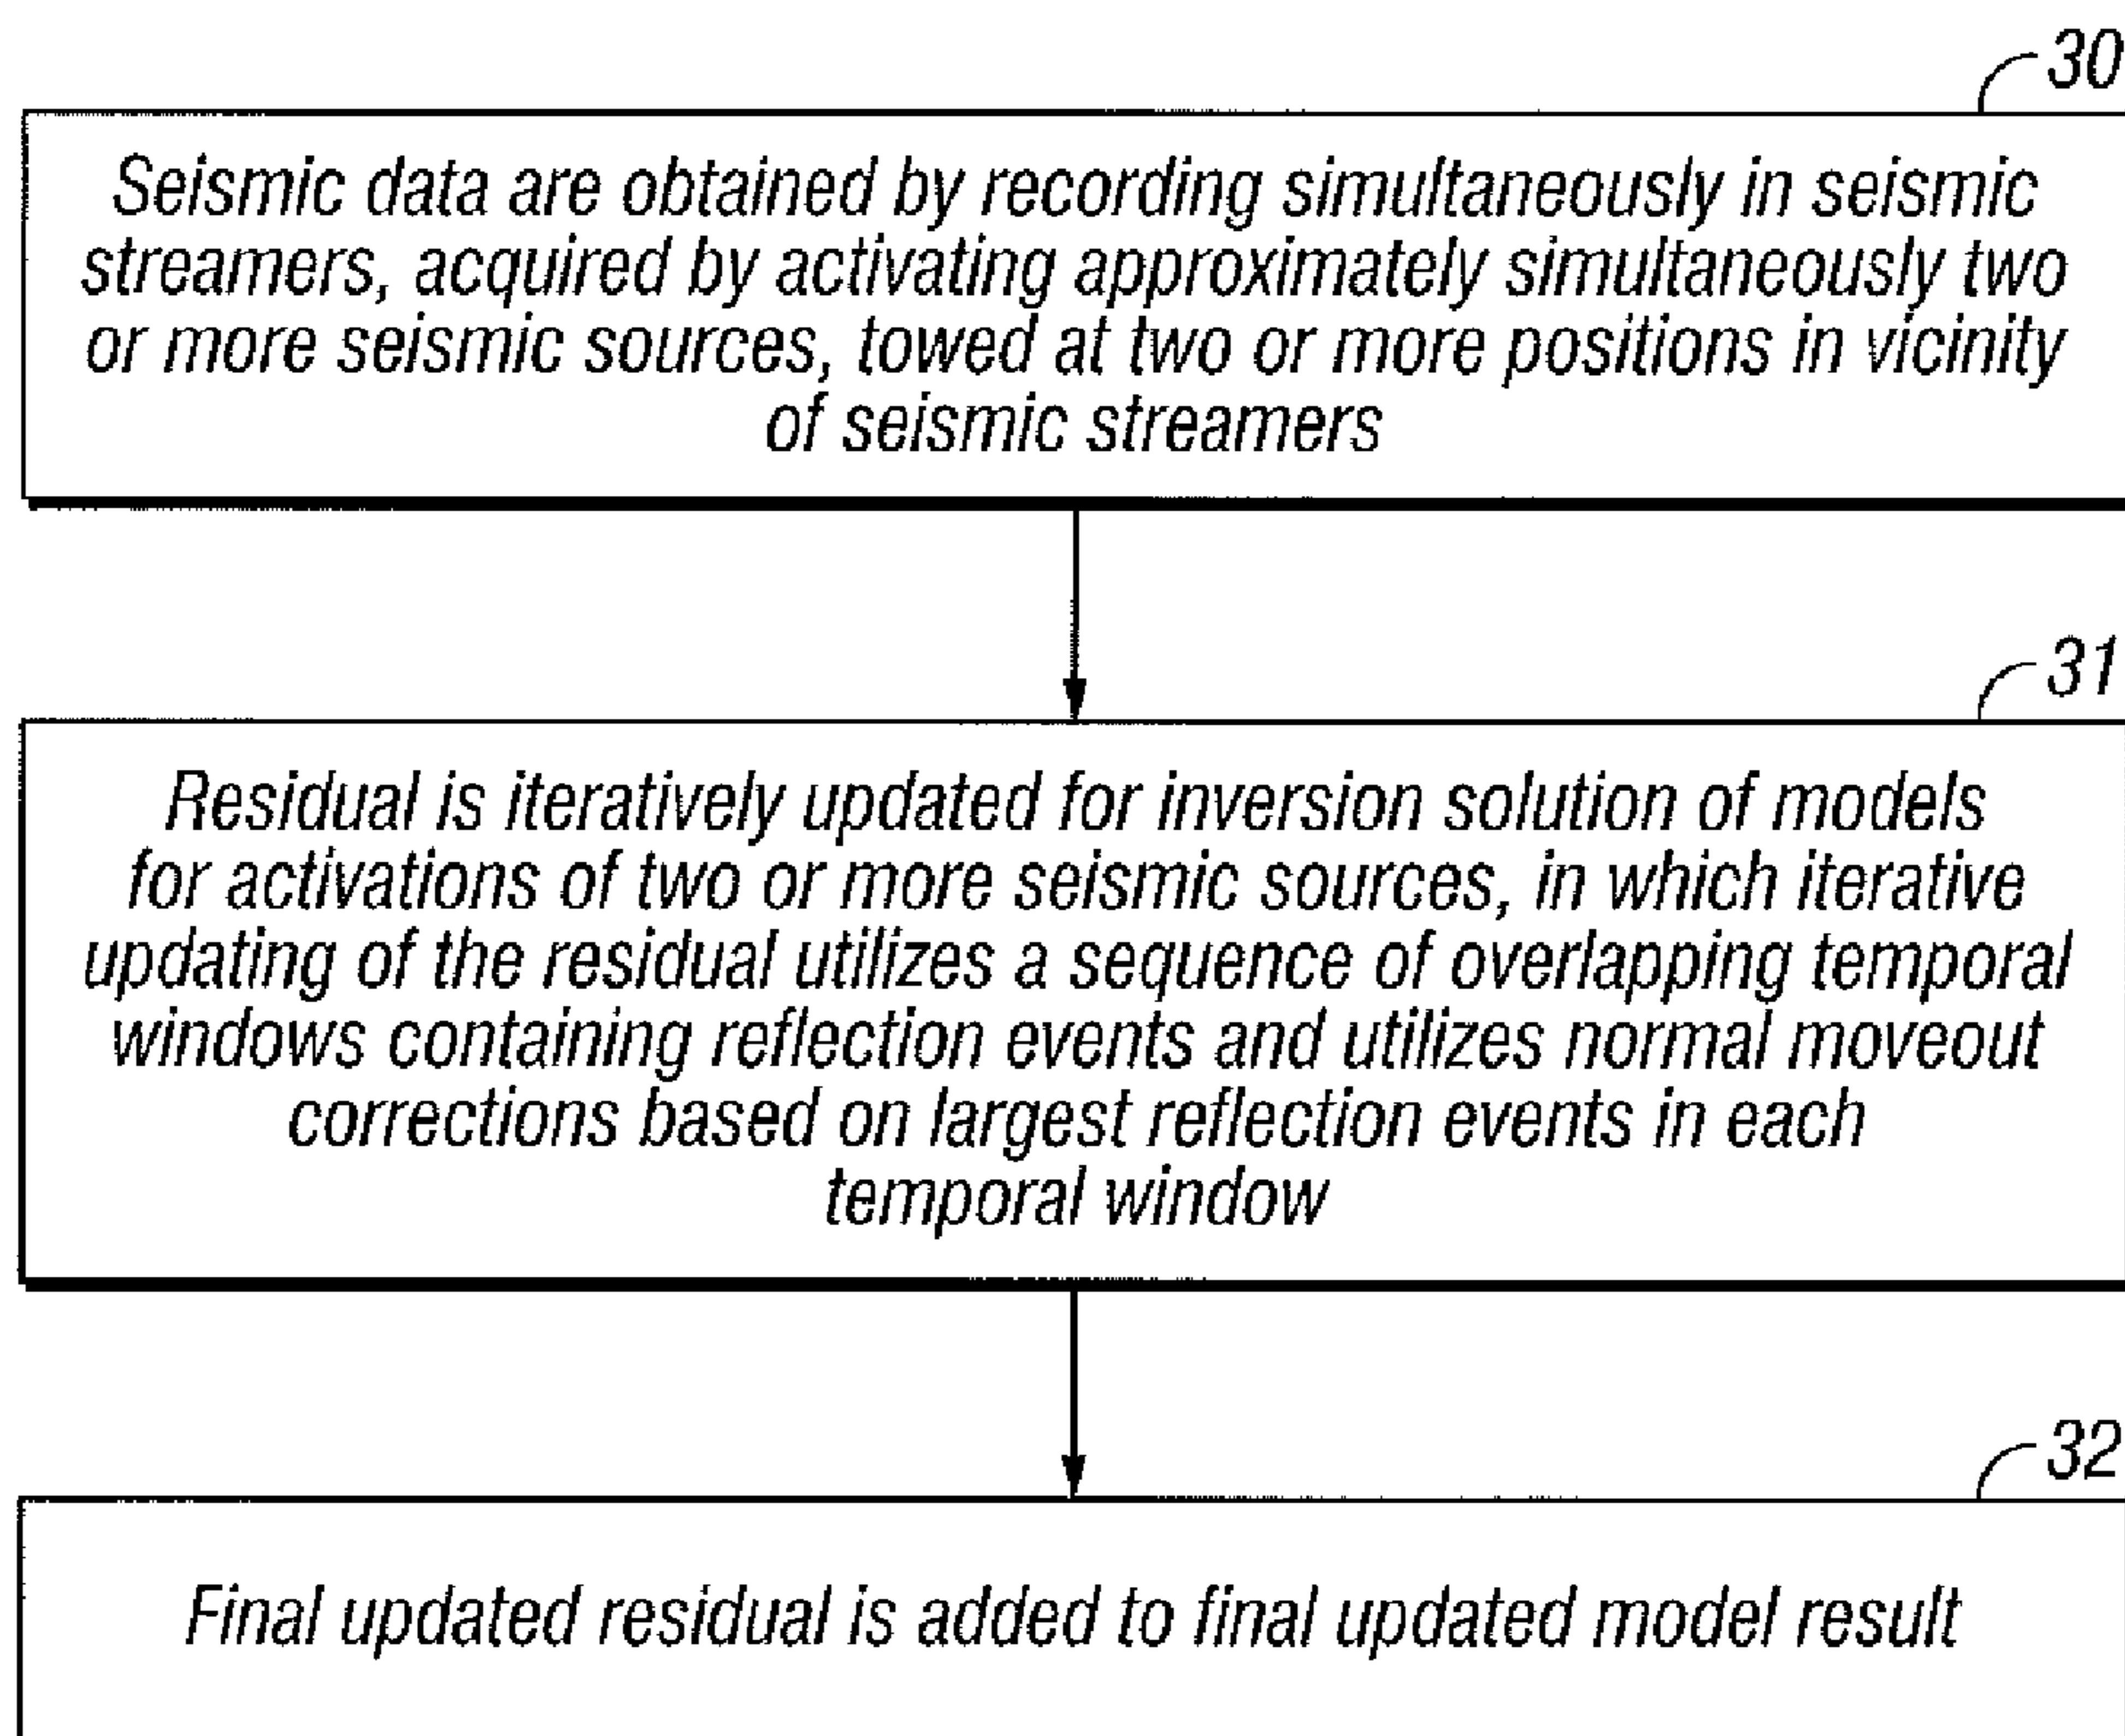 30
Seismic data are obtained by recording simultaneously in seismic
streamers, acquired by activating approximately simultaneously two
or more seismic sources, towed at two or more positions in vicinity
of seismic streamers
31
Residual is iteratively updated for inversion solution of models
for activations of two or more seismic sources, in which iterative
updating of the residual utilizes a sequence of overlapping temporal
windows containing reflection events and utilizes normal moveout
corrections based on largest reflection events in each
temporal window
32
Final updated residual is added to final updated model result